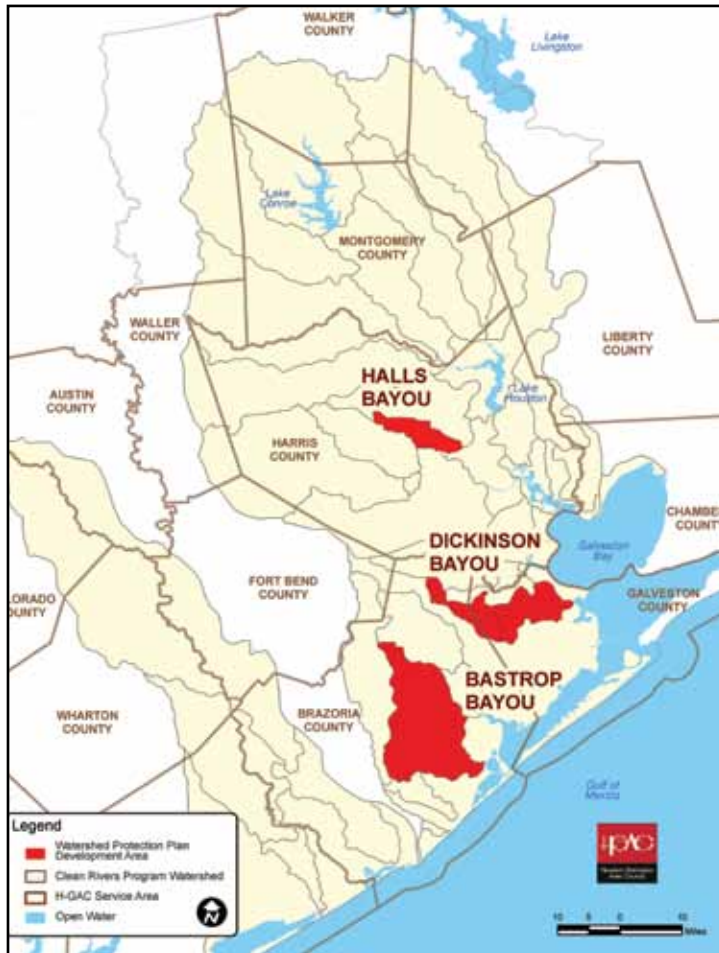 WALKER
COUNTY
Lake
Livingston
Lake
Conroe
MONTGOMERY
COUNTY
WALLER
COUNTY
LIBERTY
COUNTY
AUSTIN
COUNTY
HALLS
BAYOU
Lake
Houston
HARRIS
COUNTY
CHAMBE
COUNTY
DICKINSON
BAYOU
Galveston
Bay
FORT BEND
COUNTY
GALVESTON
COUNTY
OLORADO
OUNTY
BASTROP
BAYOU
WHARTON
COUNTY
BRAZORIA
COUNTY
Gulf of
Mexico
Legend
Watershed Protection Plan
Development Area
Clean Rivers Program Watershed
H-GAC Service Area
Open Water
N
10 5 0 10
Miles